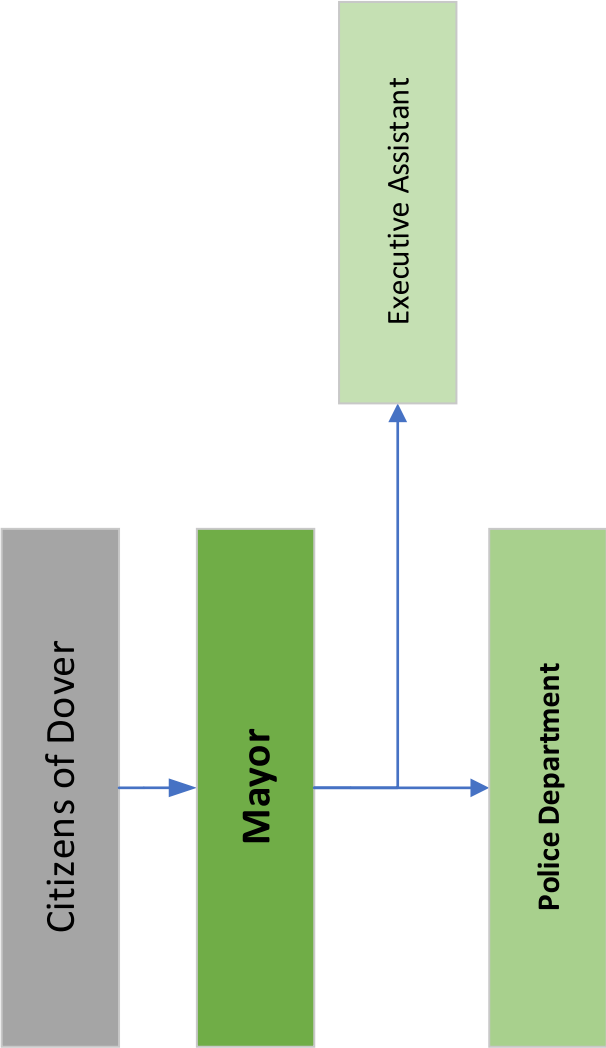 Citizens of Dover
Mayor
Executive Assistant
Police Department